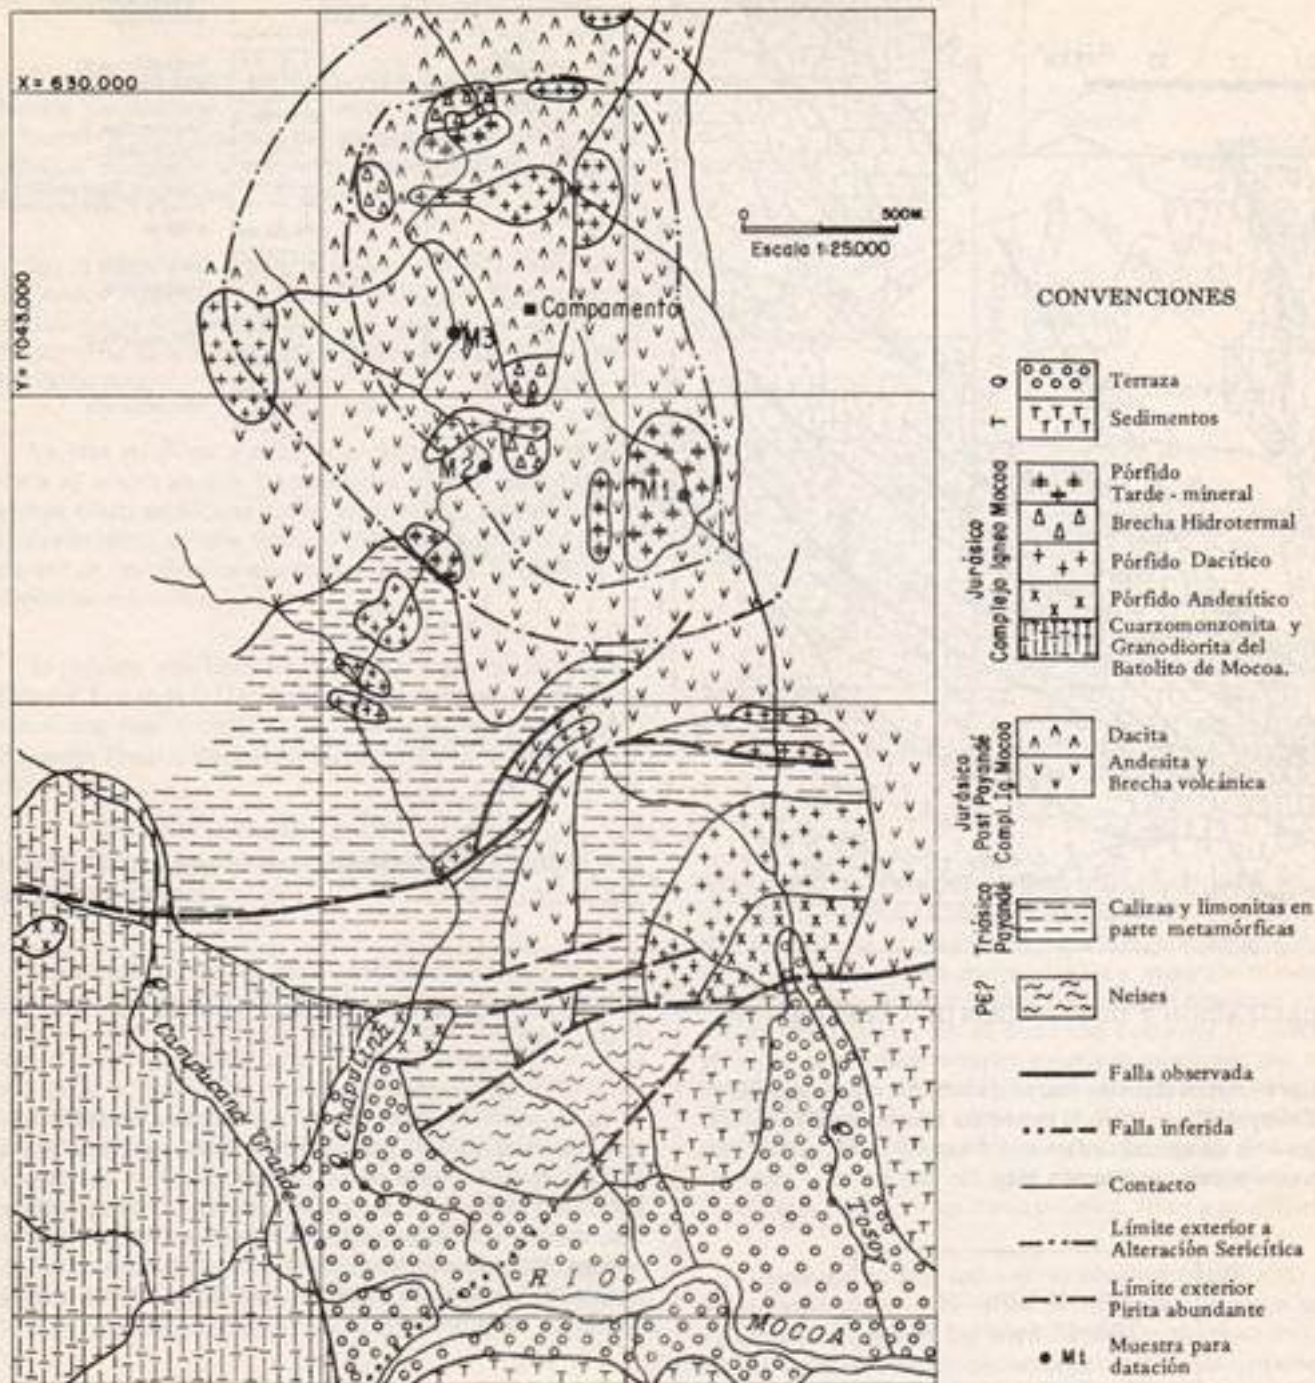 X = 630.000
Y = 1043.000
0 500M.
Escala 1:25.000
Campamento
M3
M2
M1
Q. Campucana Grande
Q. Chapulina
Q. Tosoy
RIO
MOCOA
CONVENCIONES
Q
Terraza
T
Sedimentos
Jurásico
Complejo Igneo Mocoa
Pórfido
Tarde - mineral
Brecha Hidrotermal
Pórfido Dacítico
Pórfido Andesítico
Cuarzomonzonita y
Granodiorita del
Batolito de Mocoa.
Jurásico
Post Payandé
Compl. Ig. Mocoa
Dacita
Andesita y
Brecha volcánica
Triásico
Payandé
Calizas y limonitas en
parte metamórficas
PЄ?
Neises
Falla observada
Falla inferida
Contacto
Límite exterior a
Alteración Sericítica
Límite exterior
Pirita abundante
M1
Muestra para
datación